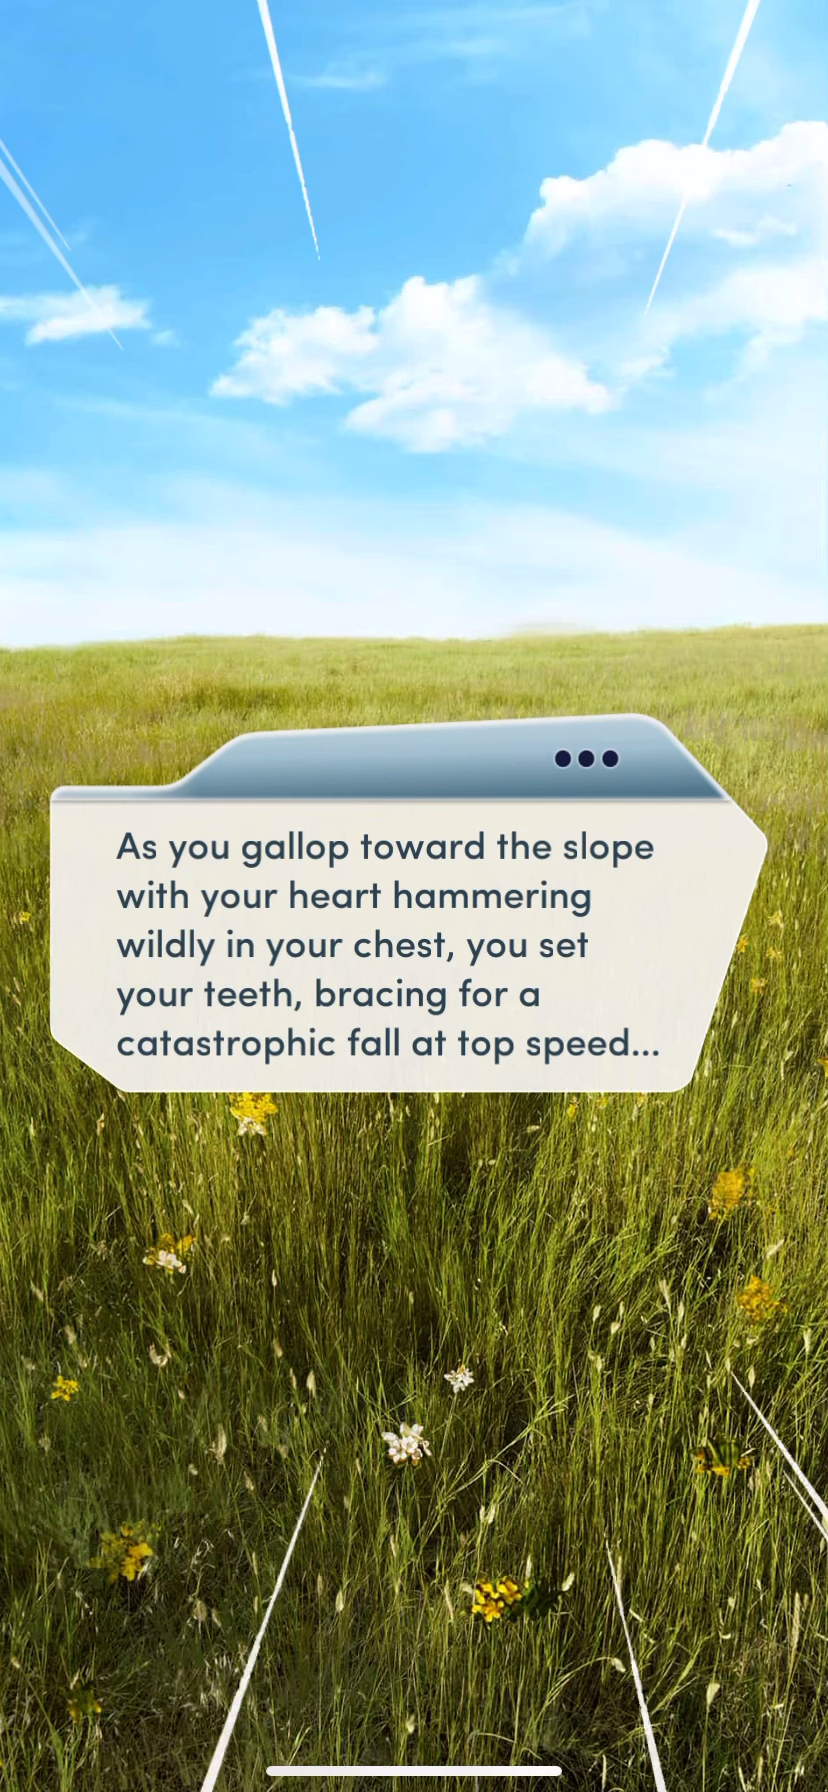 As you gallop toward the slope
with your heart hammering
wildly in your chest, you set
your teeth, bracing for a
catastrophic fall at top speed...